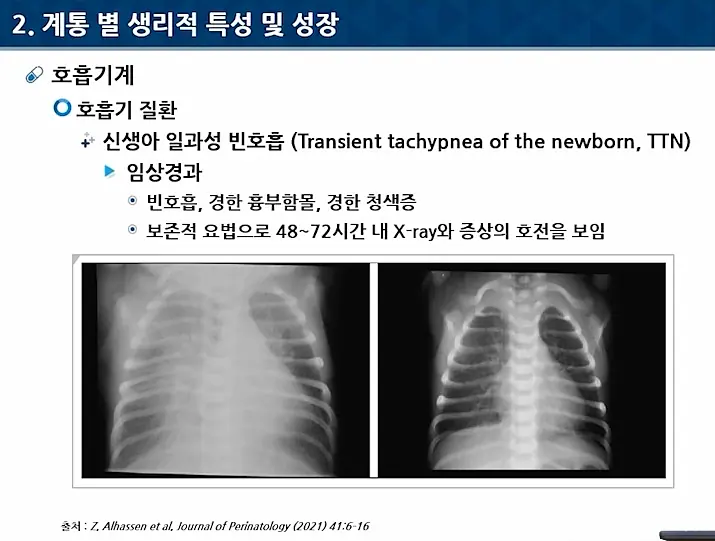 2. 계통 별 생리적 특성 및 성장
호흡기계
호흡기 질환
신생아 일과성 빈호흡 (Transient tachypnea of the newborn, TTN)
임상경과
빈호흡, 경한 흉부함몰, 경한 청색증
보존적 요법으로 48~72시간 내 X-ray와 증상의 호전을 보임
출처 : Z, Alhassen et al, Journal of Perinatology (2021) 41:6-16